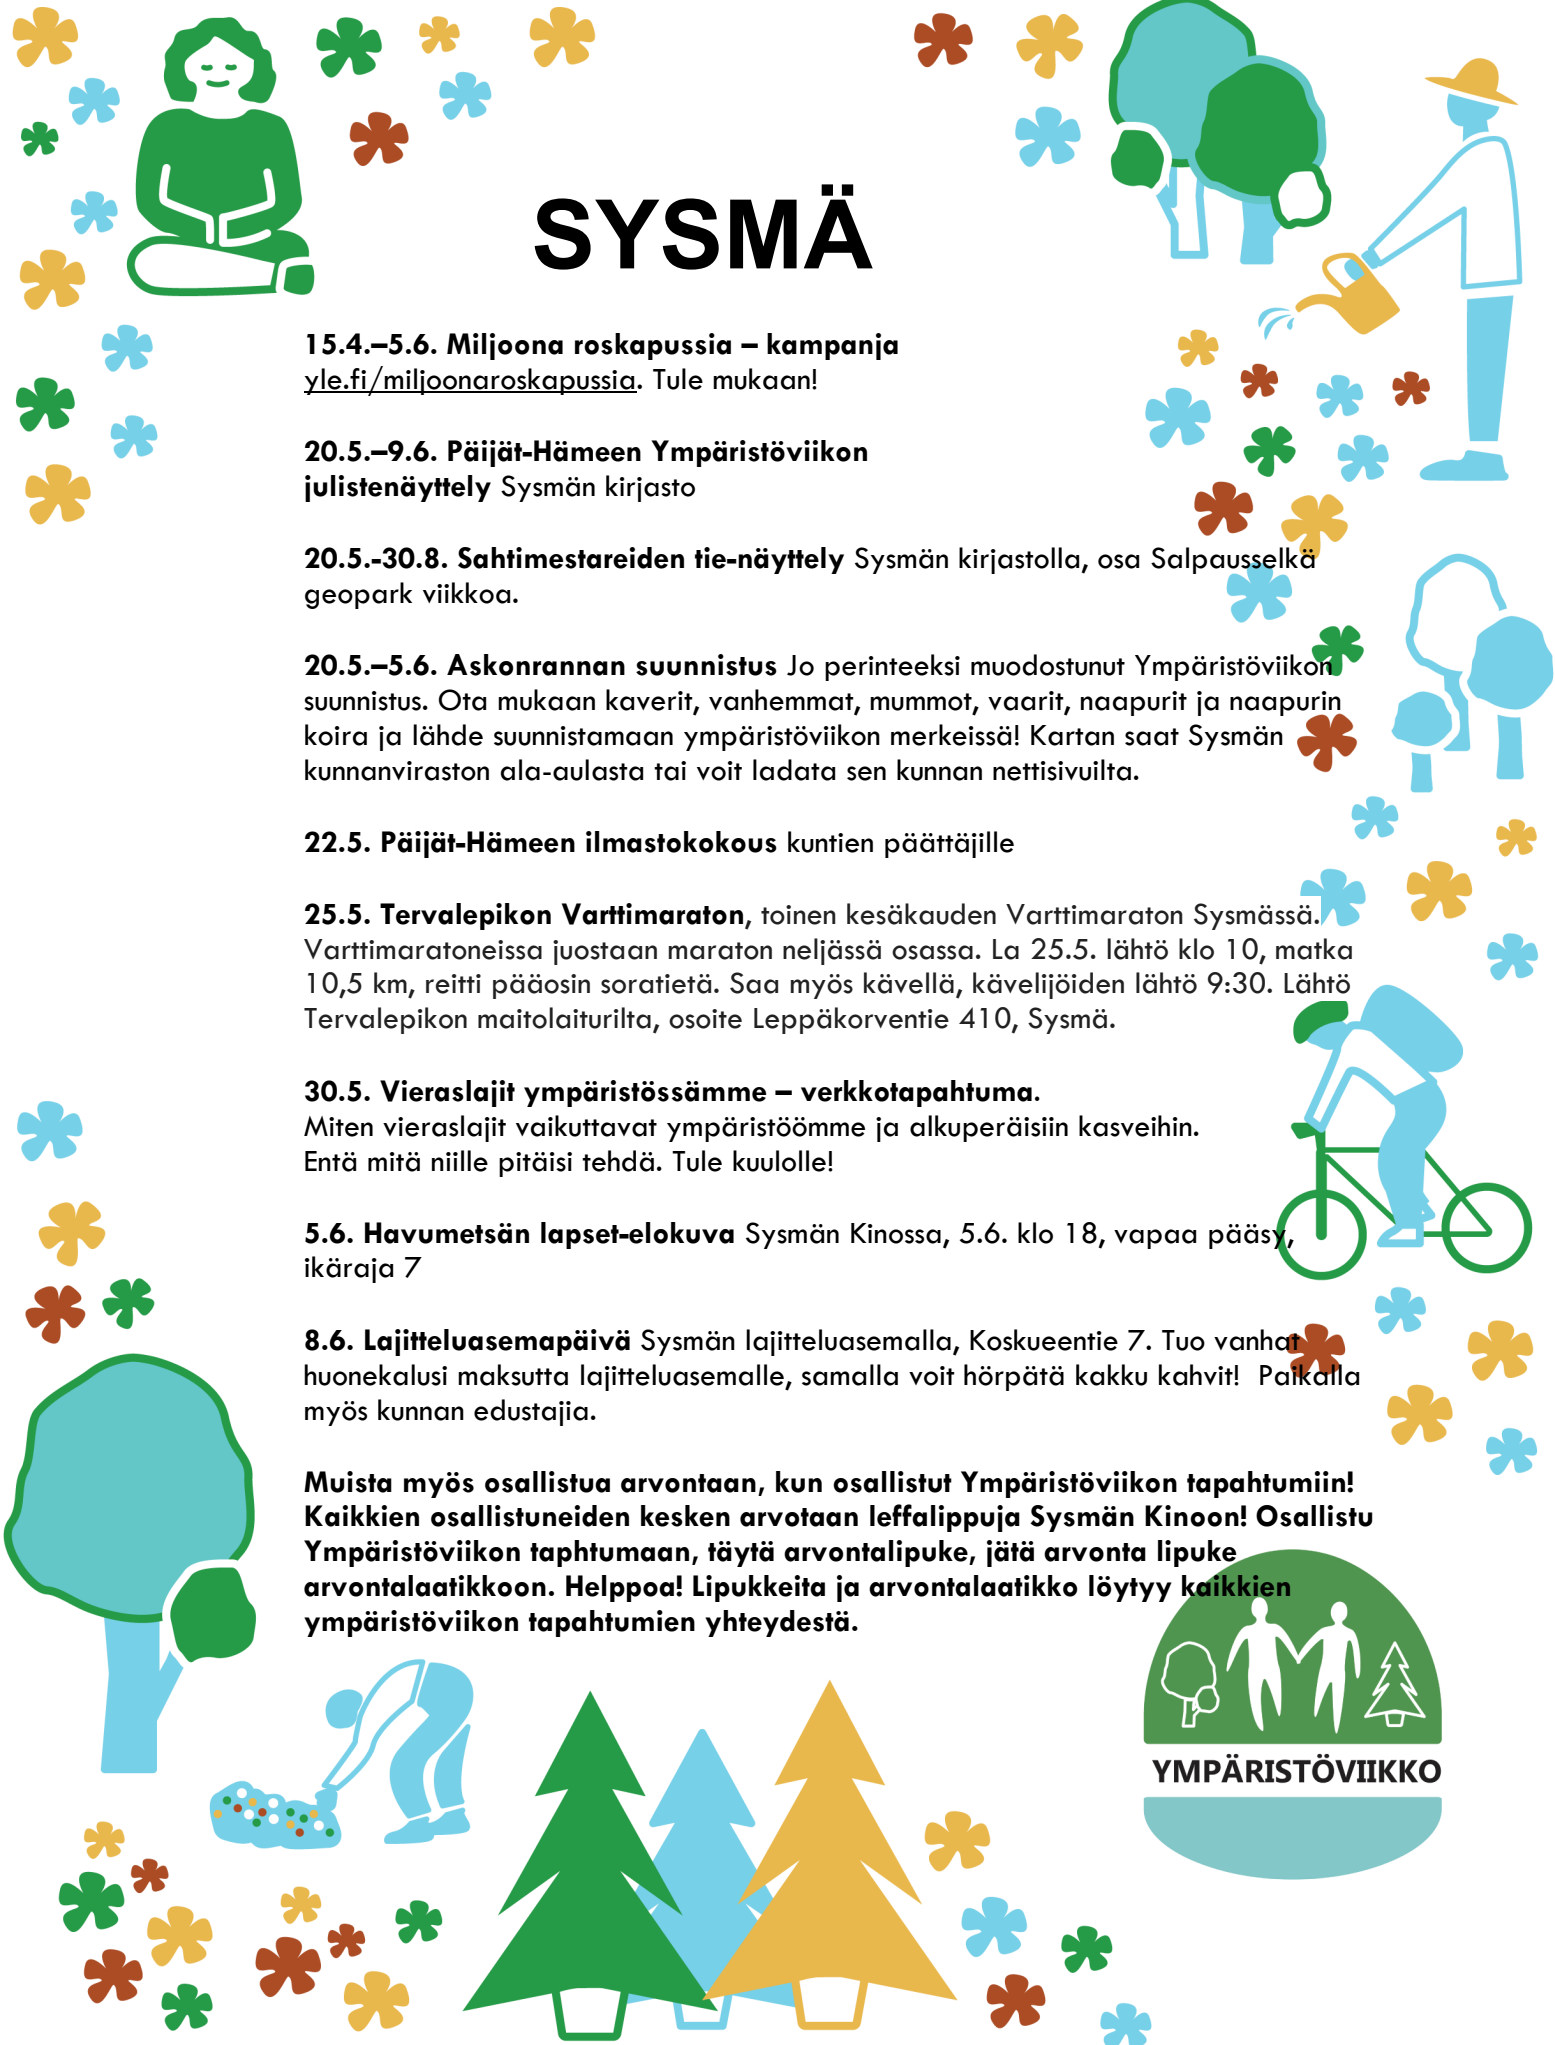 SYSMÄ
15.4.–5.6. Miljoona roskapussia – kampanja
yle.fi/miljoonaroskapussia. Tule mukaan!
20.5.–9.6. Päijät-Hämeen Ympäristöviikon
julistenäyttely Sysmän kirjasto
20.5.-30.8. Sahtimestareiden tie-näyttely Sysmän kirjastolla, osa Salpausselkä
geopark viikkoa.
20.5.–5.6. Askonrannan suunnistus Jo perinteeksi muodostunut Ympäristöviikon
suunnistus. Ota mukaan kaverit, vanhemmat, mummot, vaarit, naapurit ja naapurin
koira ja lähde suunnistamaan ympäristöviikon merkeissä! Kartan saat Sysmän
kunnanviraston ala-aulasta tai voit ladata sen kunnan nettisivuilta.
22.5. Päijät-Hämeen ilmastokokous kuntien päättäjille
25.5. Tervalepikon Varttimaraton, toinen kesäkauden Varttimaraton Sysmässä.
Varttimaratoneissa juostaan maraton neljässä osassa. La 25.5. lähtö klo 10, matka
10,5 km, reitti pääosin soratietä. Saa myös kävellä, kävelijöiden lähtö 9:30. Lähtö
Tervalepikon maitolaiturilta, osoite Leppäkorventie 410, Sysmä.
30.5. Vieraslajit ympäristössämme – verkkotapahtuma.
Miten vieraslajit vaikuttavat ympäristöömme ja alkuperäisiin kasveihin.
Entä mitä niille pitäisi tehdä. Tule kuulolle!
5.6. Havumetsän lapset-elokuva Sysmän Kinossa, 5.6. klo 18, vapaa pääsy,
ikäraja 7
8.6. Lajitteluasemapäivä Sysmän lajitteluasemalla, Koskueentie 7. Tuo vanhat
huonekalusi maksutta lajitteluasemalle, samalla voit hörpätä kakku kahvit!  Paikalla
myös kunnan edustajia.
Muista myös osallistua arvontaan, kun osallistut Ympäristöviikon tapahtumiin!
Kaikkien osallistuneiden kesken arvotaan leffalippuja Sysmän Kinoon! Osallistu
Ympäristöviikon taphtumaan, täytä arvontalipuke, jätä arvonta lipuke
arvontalaatikkoon. Helppoa! Lipukkeita ja arvontalaatikko löytyy kaikkien
ympäristöviikon tapahtumien yhteydestä.
YMPÄRISTÖVIIKKO